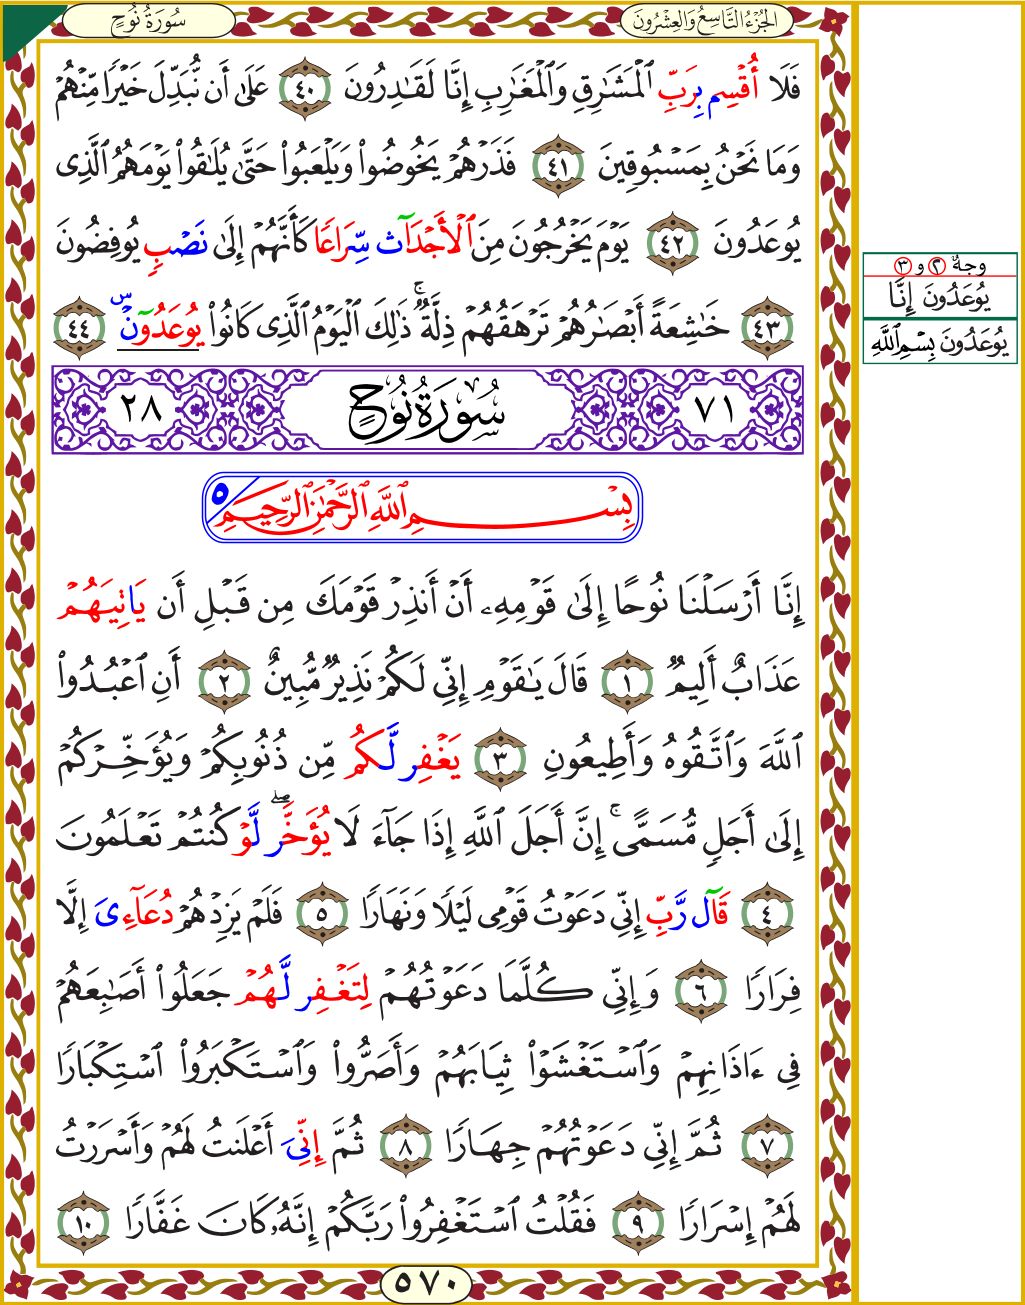 سُورَةُ نُوحٍ
الجُزْءُ التَّاسِعُ وَالعِشْرُونَ
فَلَا أُقْسِم بِرَبِّ ٱلْمَشَـٰرِقِ وَٱلْمَغَـٰرِبِ إِنَّا لَقَـٰدِرُونَ ٤٠ عَلَىٰ أَن نُّبَدِّلَ خَيْرًا مِّنْهُمْ
وَمَا نَحْنُ بِمَسْبُوقِينَ ٤١ فَذَرْهُمْ يَخُوضُوا۟ وَيَلْعَبُوا۟ حَتَّىٰ يُلَـٰقُوا۟ يَوْمَهُمُ ٱلَّذِى
يُوعَدُونَ ٤٢ يَوْمَ يَخْرُجُونَ مِنَ ٱلْأَجْدَآث سِّرَاعًا كَأَنَّهُمْ إِلَىٰ نَصْبٍ يُوفِضُونَ
٤٣ خَـٰشِعَةً أَبْصَـٰرُهُمْ تَرْهَقُهُمْ ذِلَّةٌ ۚ ذَٰلِكَ ٱلْيَوْمُ ٱلَّذِى كَانُوا۟ يُوعَدُوٓنَ س ٤٤
٧١ سُورَةُ نُوحٍ ٢٨
بِسْمِ ٱللَّهِ ٱلرَّحْمَـٰنِ ٱلرَّحِيمِ ٥
إِنَّا أَرْسَلْنَا نُوحًا إِلَىٰ قَوْمِهِۦ أَنْ أَنذِرْ قَوْمَكَ مِن قَبْلِ أَن يَاتِيَهُمْ
عَذَابٌ أَلِيمٌ ١ قَالَ يَـٰقَوْمِ إِنِّى لَكُمْ نَذِيرٌ مُّبِينٌ ٢ أَنِ ٱعْبُدُوا۟
ٱللَّهَ وَٱتَّقُوهُ وَأَطِيعُونِ ٣ يَغْفِر لَّكُم مِّن ذُنُوبِكُمْ وَيُؤَخِّرْكُمْ
إِلَىٰ أَجَلٍ مُّسَمًّى ۚ إِنَّ أَجَلَ ٱللَّهِ إِذَا جَآءَ لَا يُؤَخَّر ۖ لَّوْ كُنتُمْ تَعْلَمُونَ
٤ قَآل رَّبِّ إِنِّى دَعَوْتُ قَوْمِى لَيْلًا وَنَهَارًا ٥ فَلَمْ يَزِدْهُمْ دُعَآءِىَ إِلَّا
فِرَارًا ٦ وَإِنِّى كُلَّمَا دَعَوْتُهُمْ لِتَغْفِر لَّهُمْ جَعَلُوا۟ أَصَـٰبِعَهُمْ
فِى ءَاذَانِهِمْ وَٱسْتَغْشَوْا۟ ثِيَابَهُمْ وَأَصَرُّوا۟ وَٱسْتَكْبَرُوا۟ ٱسْتِكْبَارًا
٧ ثُمَّ إِنِّى دَعَوْتُهُمْ جِهَارًا ٨ ثُمَّ إِنِّىَ أَعْلَنتُ لَهُمْ وَأَسْرَرْتُ
لَهُمْ إِسْرَارًا ٩ فَقُلْتُ ٱسْتَغْفِرُوا۟ رَبَّكُمْ إِنَّهُۥ كَانَ غَفَّارًا ١٠
٥٧٠
وجهٌ ٢ و ٣
يُوعَدُونَ إِنَّا
يُوعَدُونَ بِسْمِ ٱللَّهِ